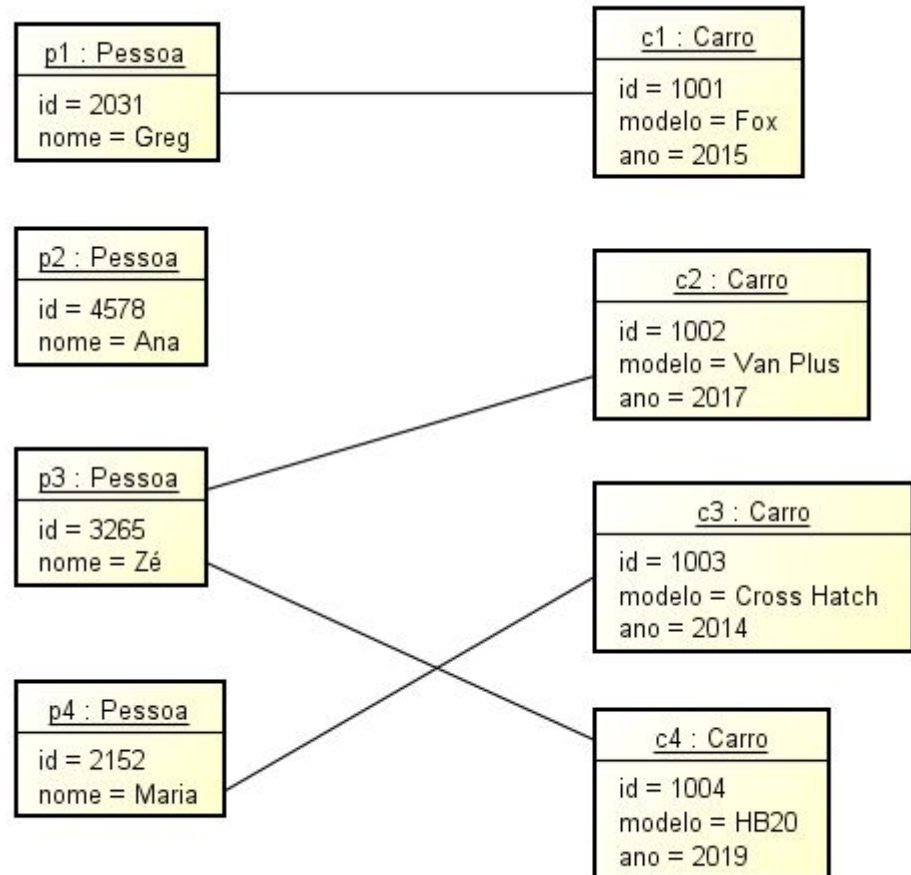 p1 : Pessoa
id = 2031
nome = Greg
c1 : Carro
id = 1001
modelo = Fox
ano = 2015
p2 : Pessoa
id = 4578
nome = Ana
c2 : Carro
id = 1002
modelo = Van Plus
ano = 2017
p3 : Pessoa
id = 3265
nome = Zé
c3 : Carro
id = 1003
modelo = Cross Hatch
ano = 2014
p4 : Pessoa
id = 2152
nome = Maria
c4 : Carro
id = 1004
modelo = HB20
ano = 2019